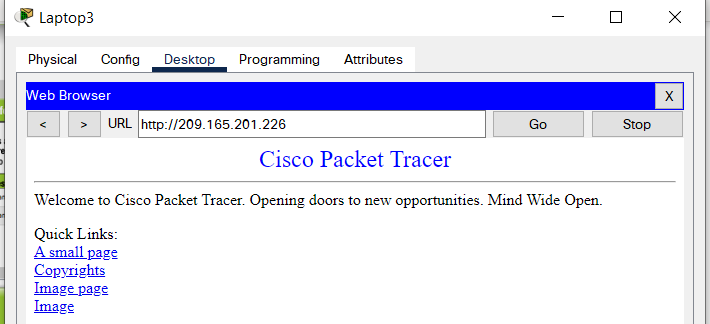 Laptop3
Physical Config Desktop Programming Attributes
Web Browser X
< > URL http://209.165.201.226 Go Stop
Cisco Packet Tracer
Welcome to Cisco Packet Tracer. Opening doors to new opportunities. Mind Wide Open.
Quick Links:
A small page
Copyrights
Image page
Image